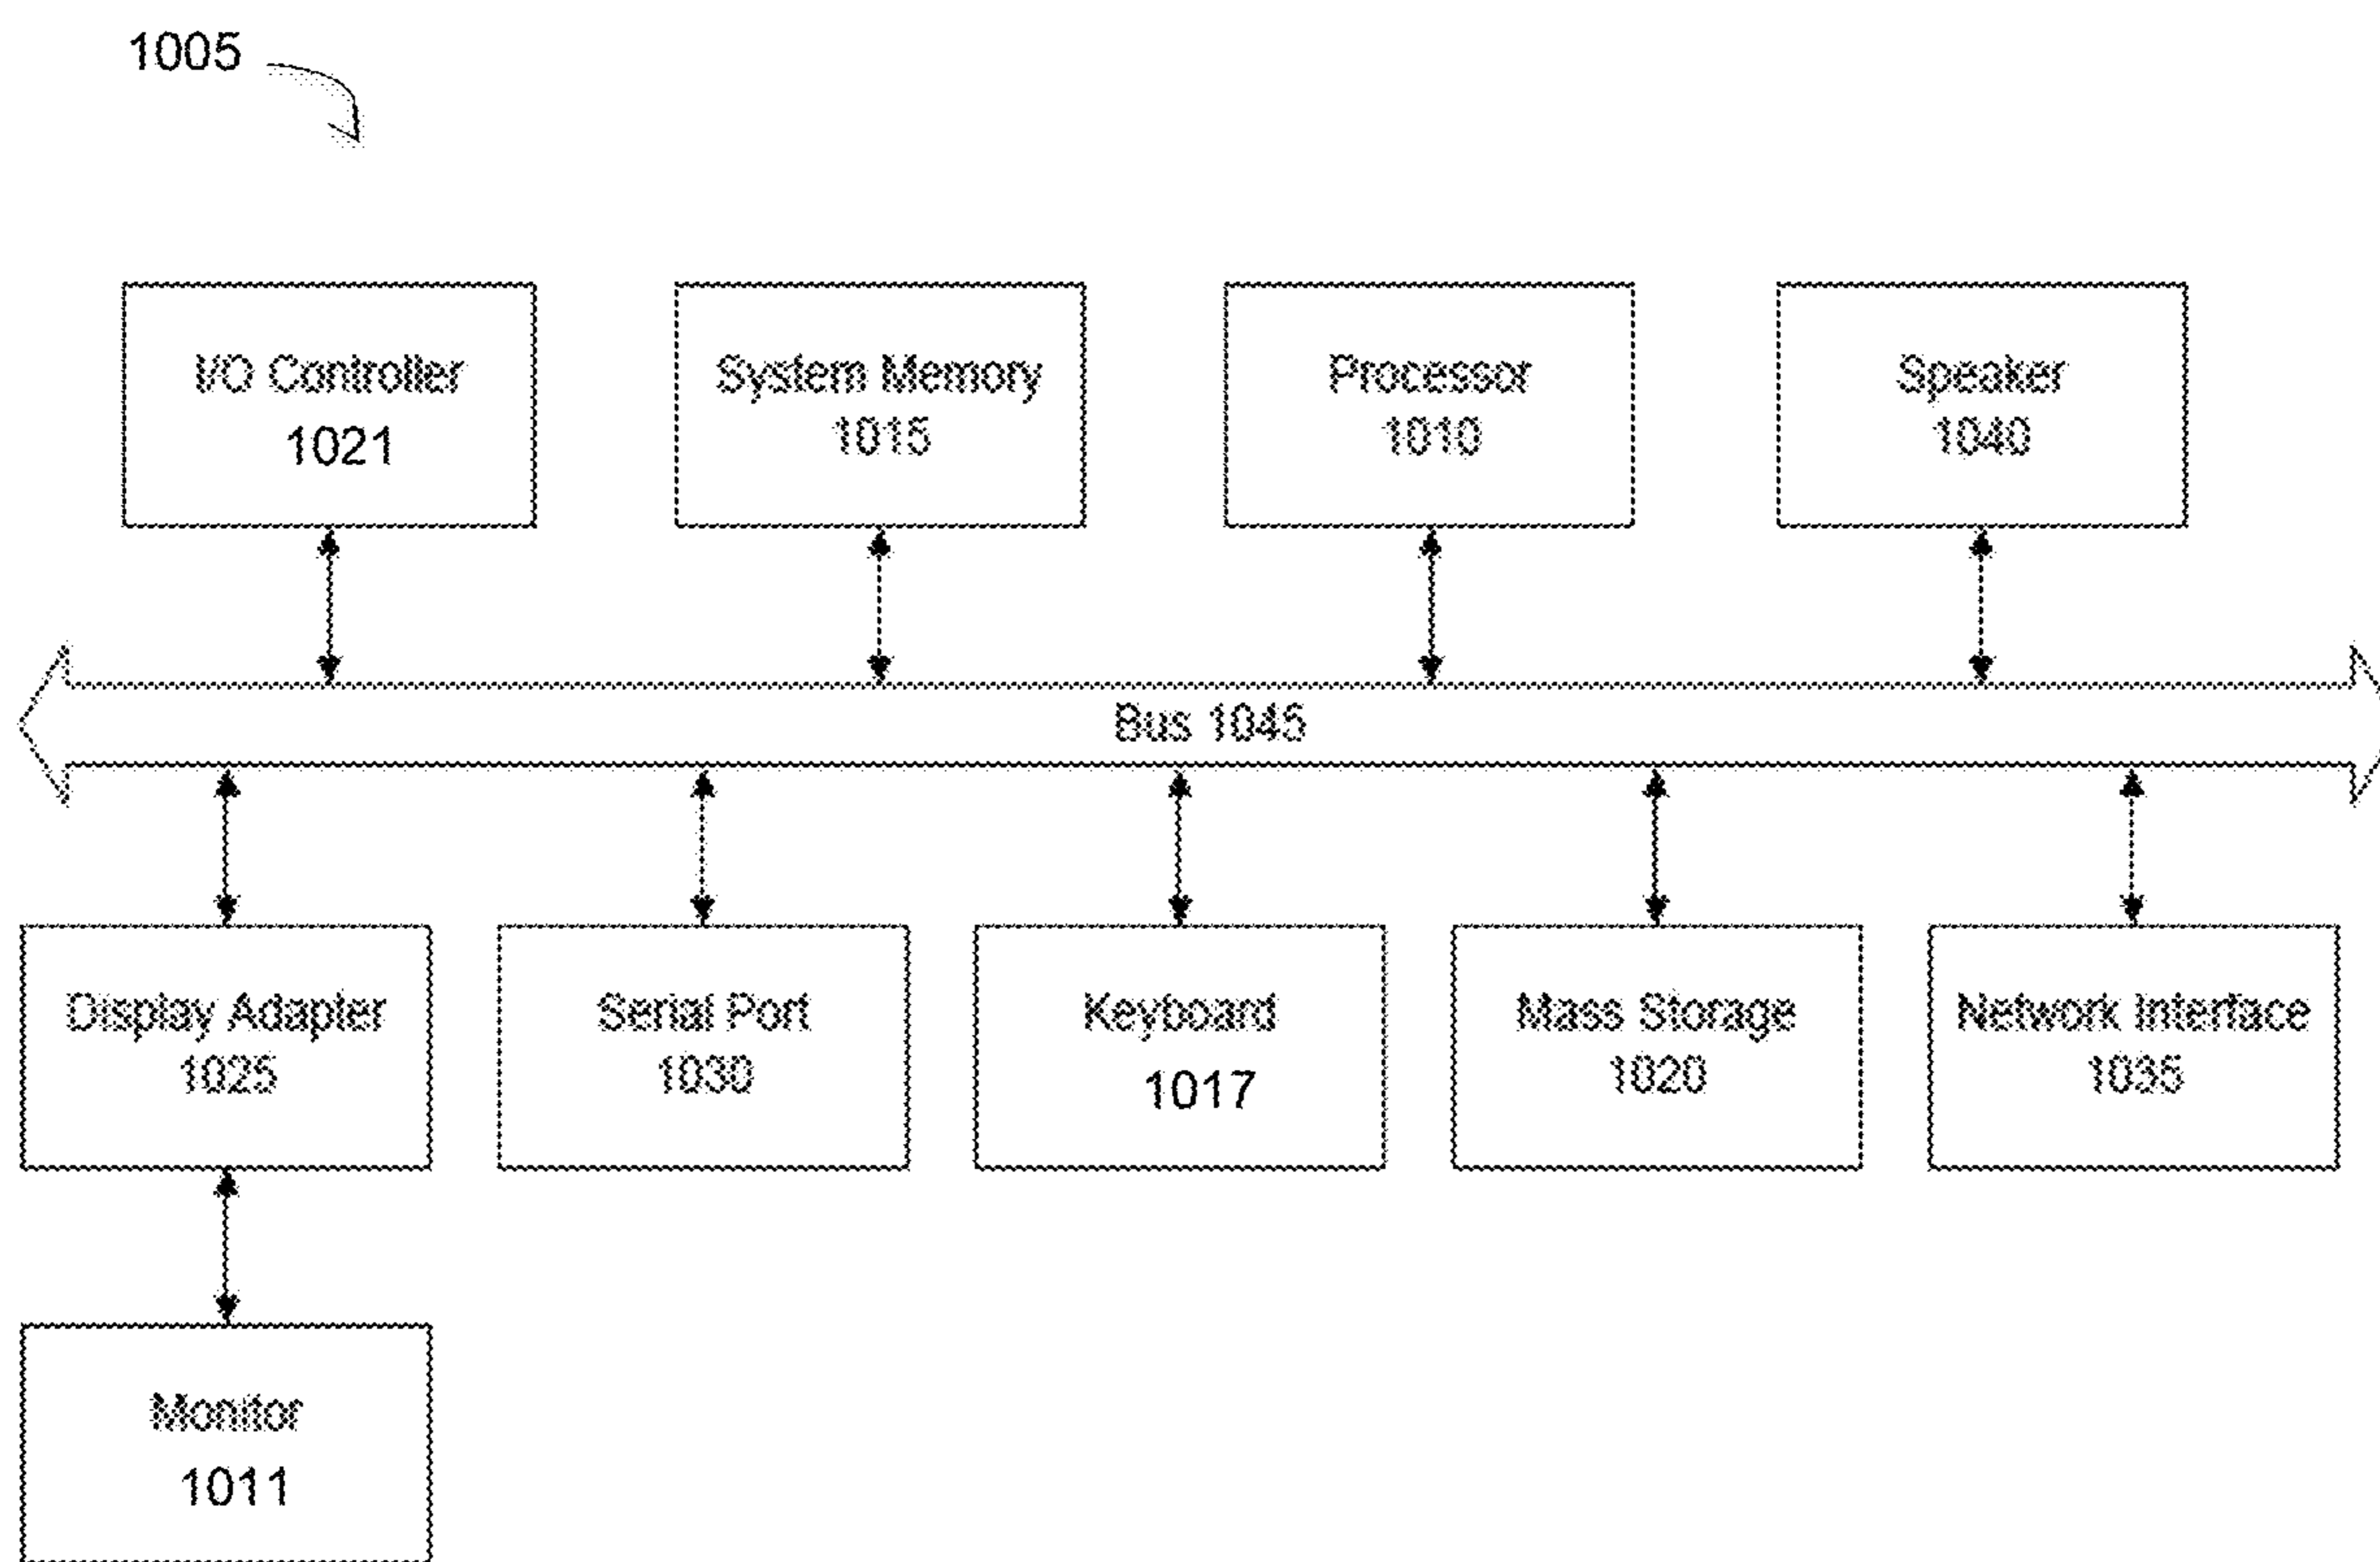 1005
I/O Controller
1021
System Memory
1015
Processor
1010
Speaker
1040
Bus 1045
Display Adapter
1025
Serial Port
1030
Keyboard
1017
Mass Storage
1020
Network Interface
1035
Monitor
1011